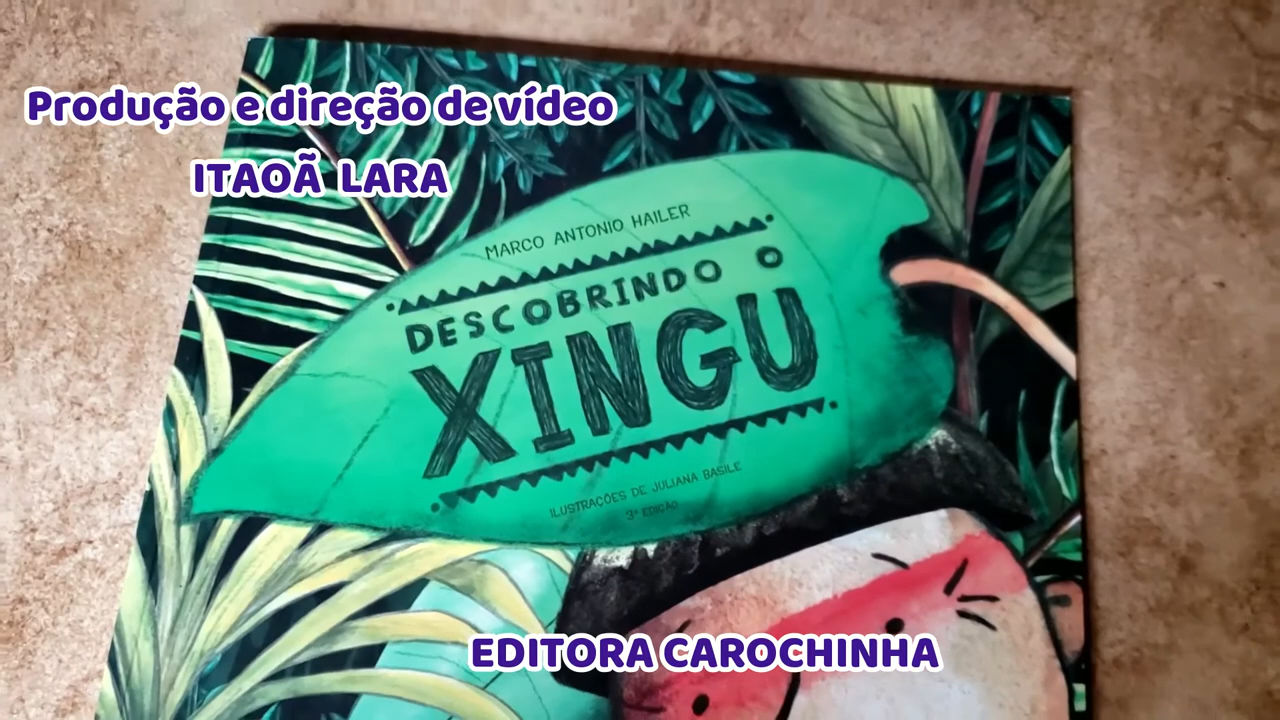 Produção e direção de vídeo
ITAOÃ LARA
MARCO ANTONIO HAILER
DESCOBRINDO O
XINGU
ILUSTRAÇÕES DE JULIANA BASILE
3ª EDIÇÃO
EDITORA CAROCHINHA